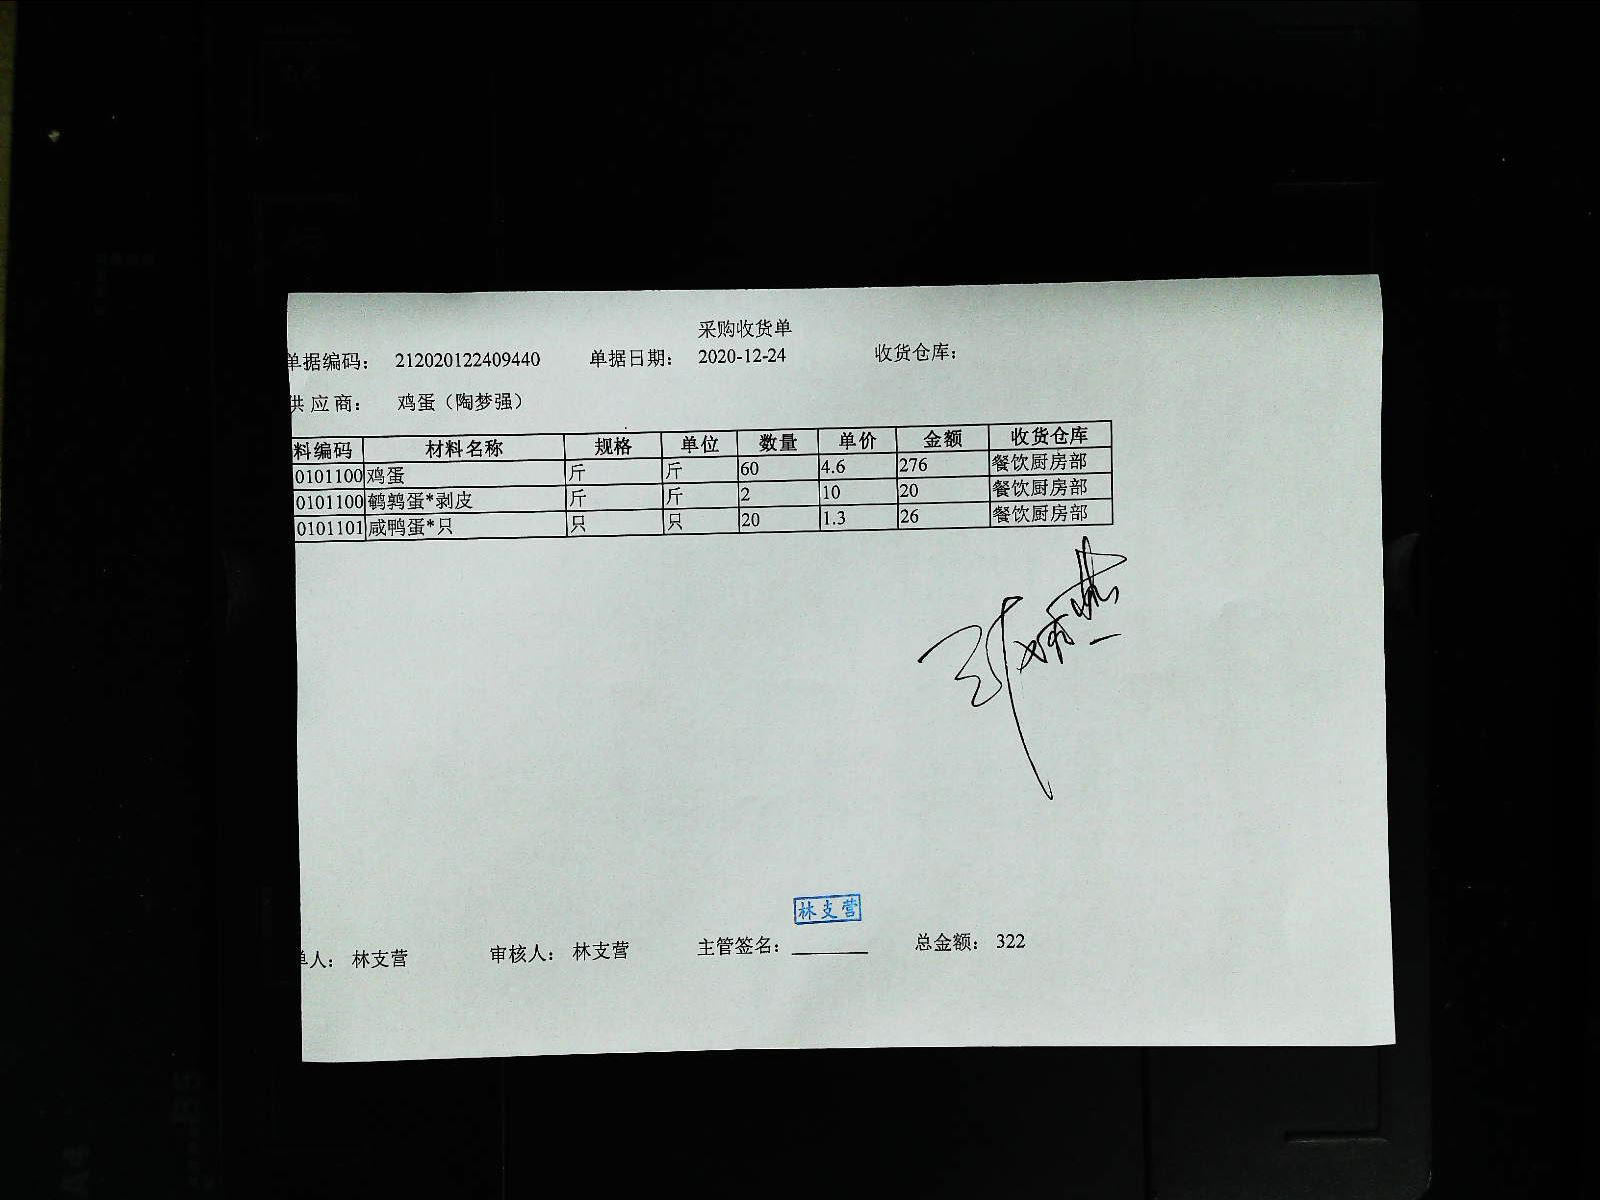 采购收货单
单据编码： 212020122409440 单据日期： 2020-12-24 收货仓库：
供应商： 鸡蛋（陶梦强）
料编码 材料名称 规格 单位 数量 单价 金额 收货仓库
0101100 鸡蛋 斤 斤 60 4.6 276 餐饮厨房部
0101100 鹌鹑蛋*剥皮 斤 斤 2 10 20 餐饮厨房部
0101101 咸鸭蛋*只 只 只 20 1.3 26 餐饮厨房部
林支营
单人： 林支营 审核人： 林支营 主管签名： 总金额： 322